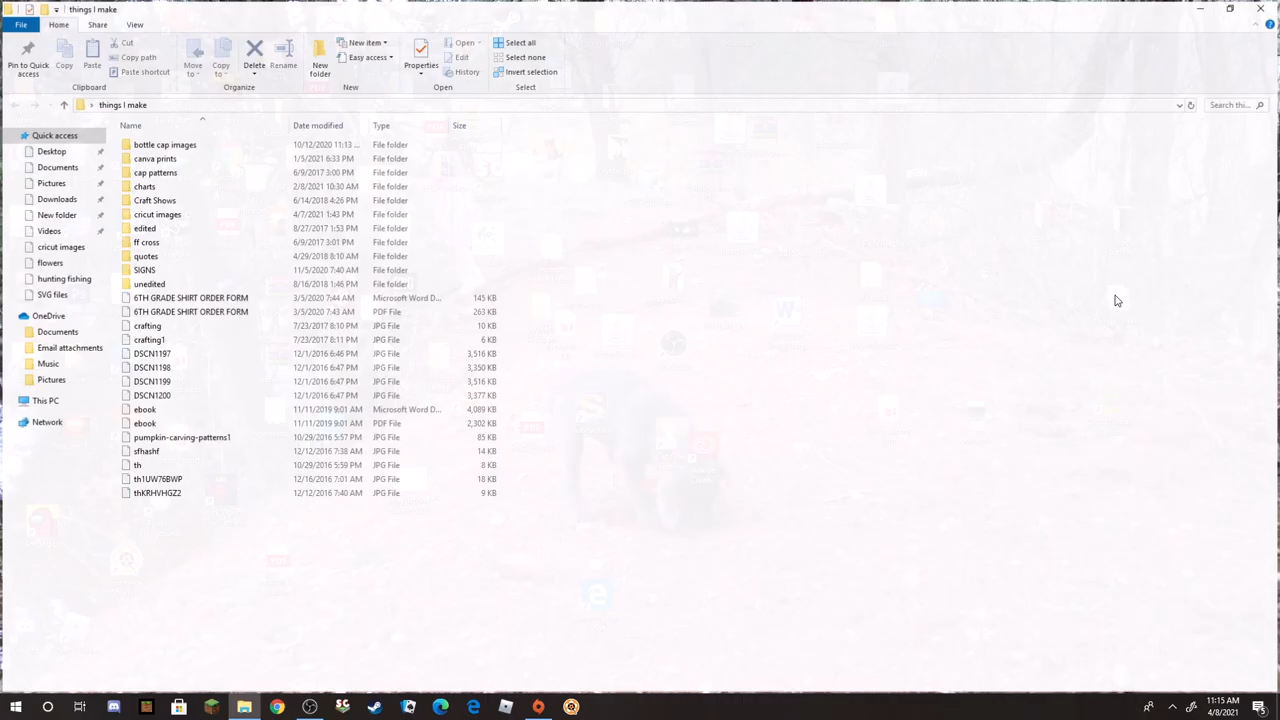 things I make
File Home Share View
Pin to Quick access
Copy
Paste
Cut
Copy path
Paste shortcut
Move to
Copy to
Delete
Rename
New folder
New item
Easy access
Properties
Open
Edit
History
Select all
Select none
Invert selection
Clipboard Organize New Open Select
things I make Search thi...
Name Date modified Type Size
Quick access
Desktop
Documents
Pictures
Downloads
New folder
Videos
cricut images
flowers
hunting fishing
SVG files
OneDrive
Documents
Email attachments
Music
Pictures
This PC
Network
bottle cap images 10/12/2020 11:13 ... File folder
canva prints 1/5/2021 6:33 PM File folder
cap patterns 6/9/2017 3:00 PM File folder
charts 2/8/2021 10:30 AM File folder
Craft Shows 6/14/2018 4:26 PM File folder
cricut images 4/7/2021 1:43 PM File folder
edited 8/27/2017 1:53 PM File folder
ff cross 6/9/2017 3:01 PM File folder
quotes 4/29/2018 8:10 AM File folder
SIGNS 11/5/2020 7:40 AM File folder
unedited 8/16/2018 1:46 PM File folder
6TH GRADE SHIRT ORDER FORM 3/5/2020 7:44 AM Microsoft Word D... 145 KB
6TH GRADE SHIRT ORDER FORM 3/5/2020 7:43 AM PDF File 263 KB
crafting 7/23/2017 8:10 PM JPG File 10 KB
crafting1 7/23/2017 8:11 PM JPG File 6 KB
DSCN1197 12/1/2016 6:46 PM JPG File 3,516 KB
DSCN1198 12/1/2016 6:47 PM JPG File 3,350 KB
DSCN1199 12/1/2016 6:47 PM JPG File 3,516 KB
DSCN1200 12/1/2016 6:47 PM JPG File 3,377 KB
ebook 11/11/2019 9:01 AM Microsoft Word D... 4,089 KB
ebook 11/11/2019 9:01 AM PDF File 2,302 KB
pumpkin-carving-patterns1 10/29/2016 5:57 PM JPG File 85 KB
sfhashf 12/12/2016 7:38 AM JPG File 14 KB
th 10/29/2016 5:59 PM JPG File 8 KB
th1UW76BWP 12/16/2016 7:01 AM JPG File 18 KB
thKRHVHGZ2 12/12/2016 7:40 AM JPG File 9 KB
11:15 AM
4/8/2021